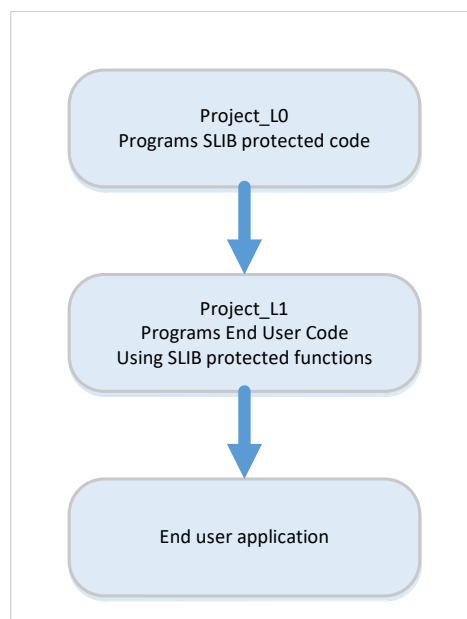 Project_L0
Programs SLIB protected code
Project_L1
Programs End User Code
Using SLIB protected functions
End user application